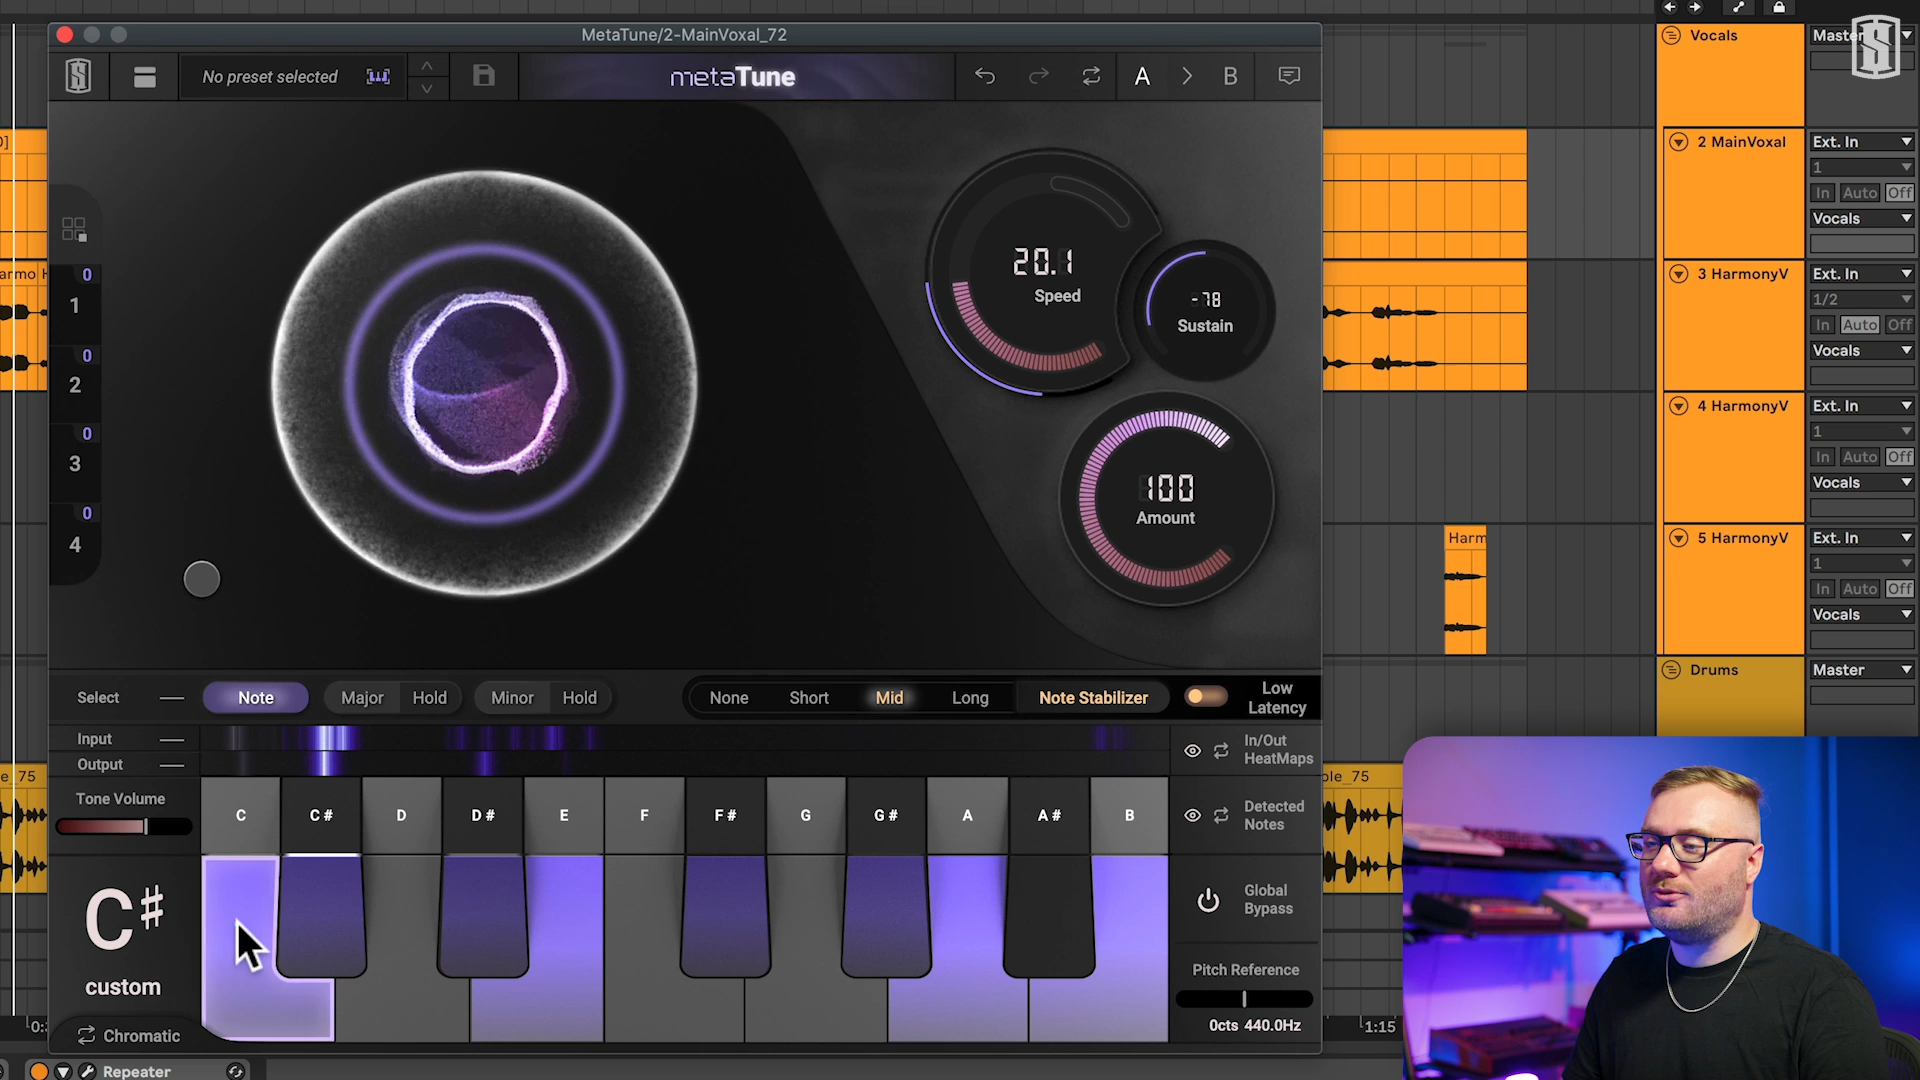 MetaTune/2-MainVoxal_72
No preset selected
metaTune
A
B
0
1
0
2
0
3
0
4
20.1
Speed
-78
Sustain
100
Amount
Select
Note
Major
Hold
Minor
Hold
None
Short
Mid
Long
Note Stabilizer
Low
Latency
Input
Output
In/Out
HeatMaps
Tone Volume
C
C#
D
D#
E
F
F#
G
G#
A
A#
B
Detected
Notes
C#
custom
Chromatic
Global
Bypass
Pitch Reference
0cts 440.0Hz
Repeater
1:15
Harm
Vocals
2 MainVoxal
Ext. In
1
In Auto Off
Vocals
3 HarmonyV
Ext. In
1/2
In Auto Off
Vocals
4 HarmonyV
Ext. In
1
In Auto Off
Vocals
5 HarmonyV
Ext. In
1
In Auto Off
Vocals
Drums
Master